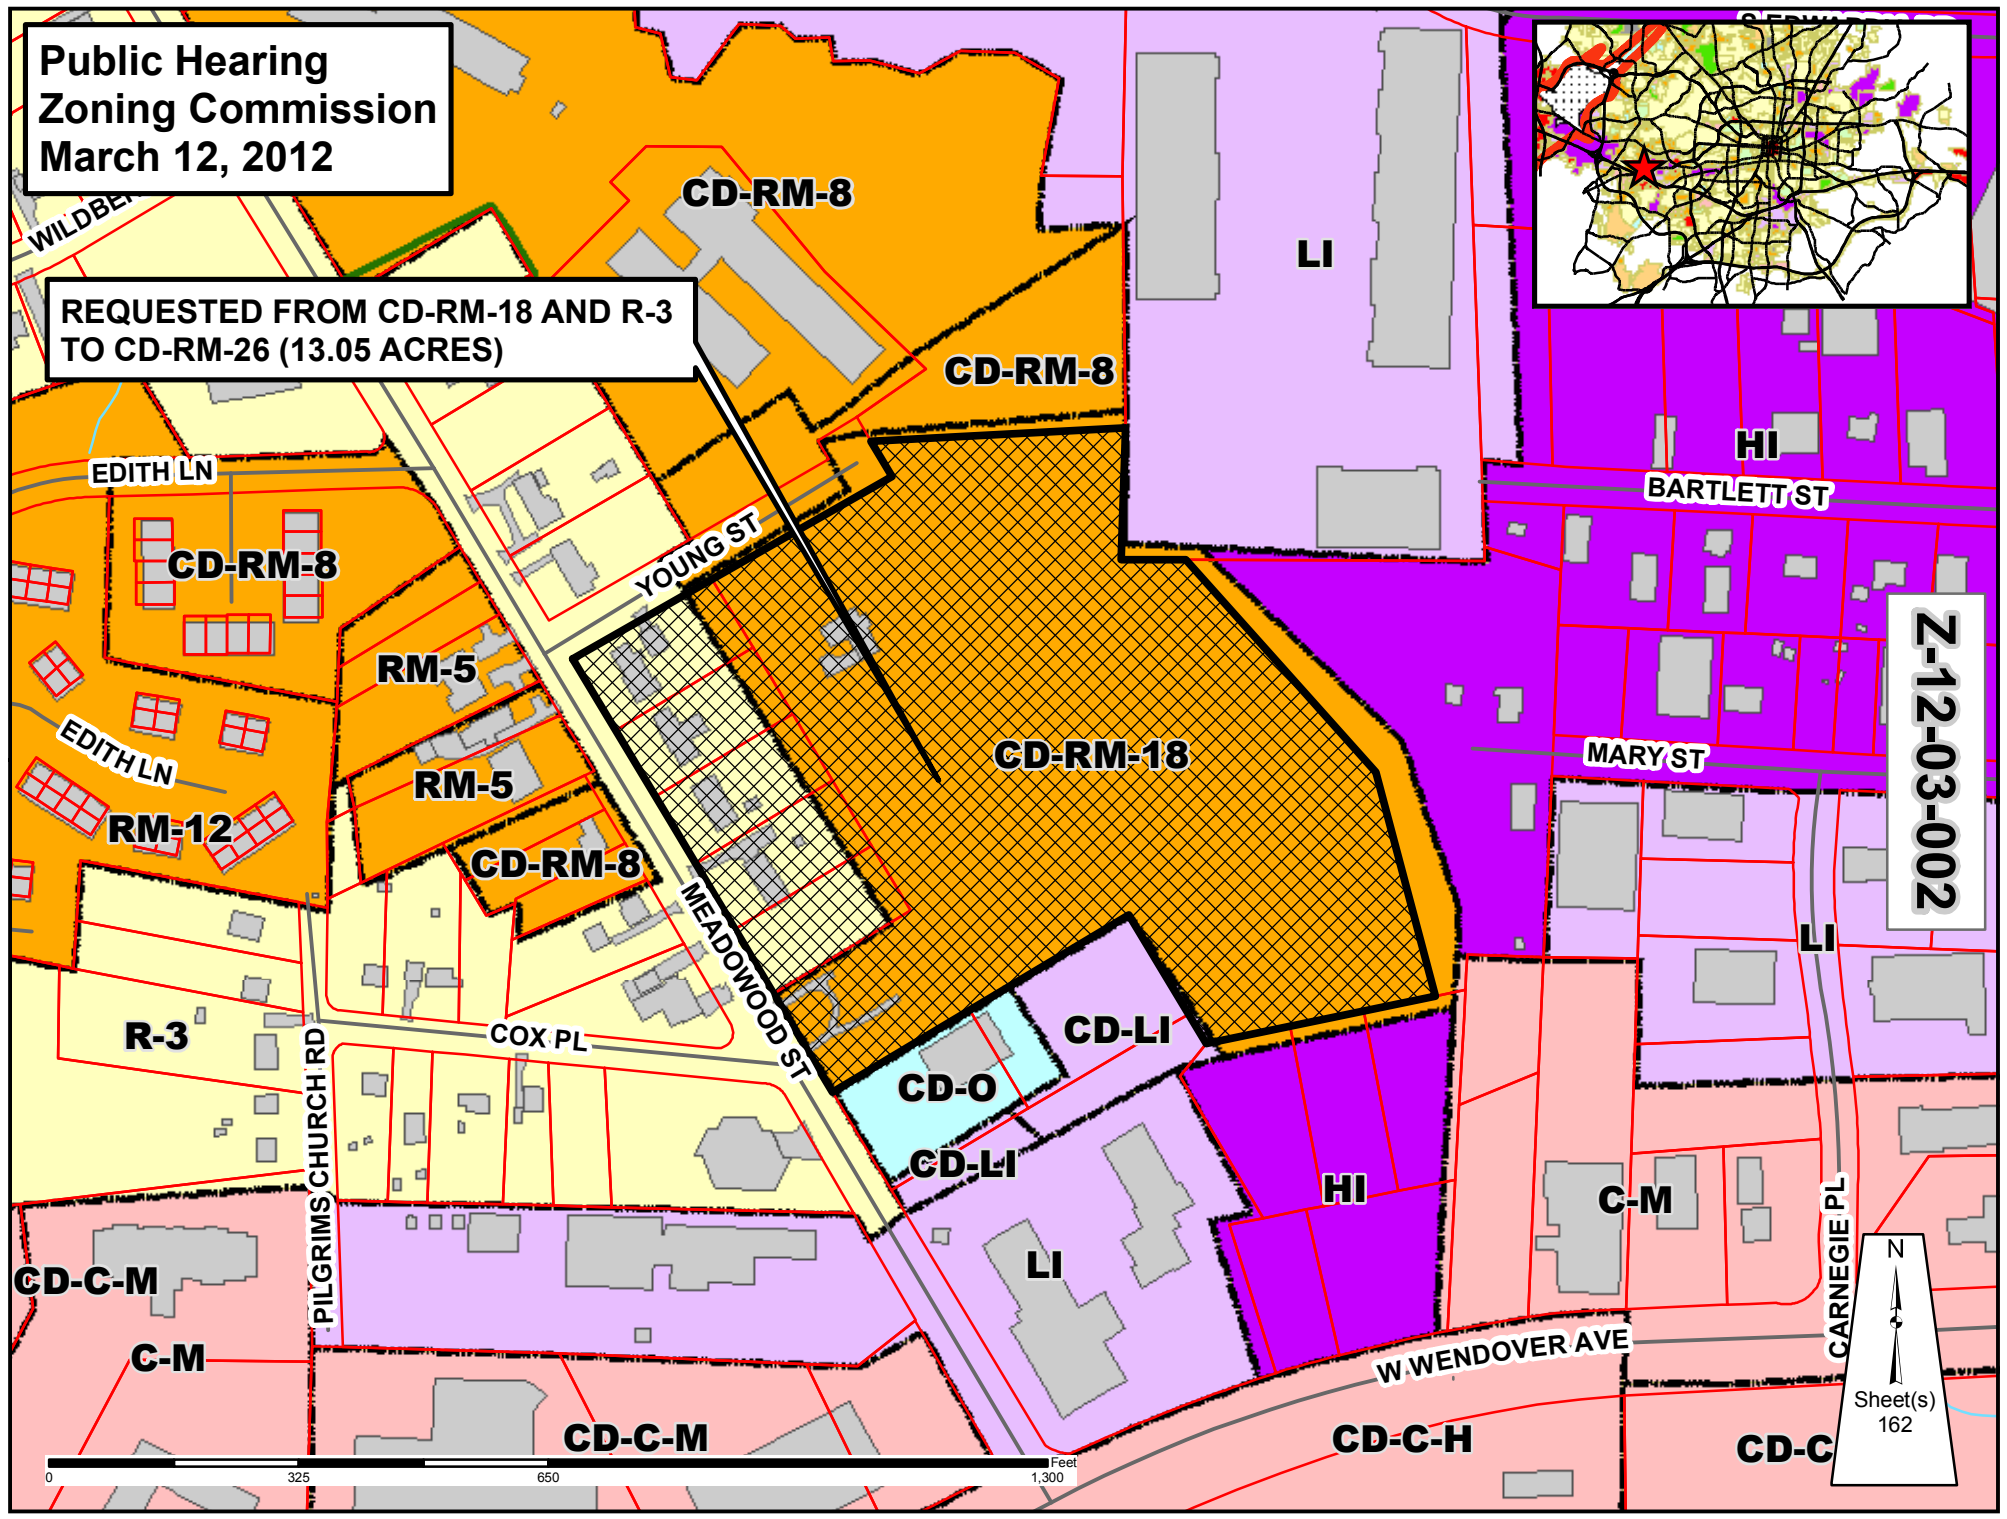 Public Hearing
Zoning Commission
March 12, 2012
REQUESTED FROM CD-RM-18 AND R-3
TO CD-RM-26 (13.05 ACRES)
CD-RM-8
LI
CD-RM-8
HI
BARTLETT ST
EDITH LN
CD-RM-8
YOUNG ST
RM-5
CD-RM-18
MARY ST
Z-12-03-002
EDITH LN
RM-5
RM-12
CD-RM-8
MEADOWOOD ST
LI
R-3
COX PL
CD-LI
CD-O
PILGRIMS CHURCH RD
CD-LI
HI
C-M
CARNEGIE PL
CD-C-M
LI
C-M
W WENDOVER AVE
CD-C-M
CD-C-H
CD-C
N
Sheet(s)
162
Feet
0 325 650 1,300